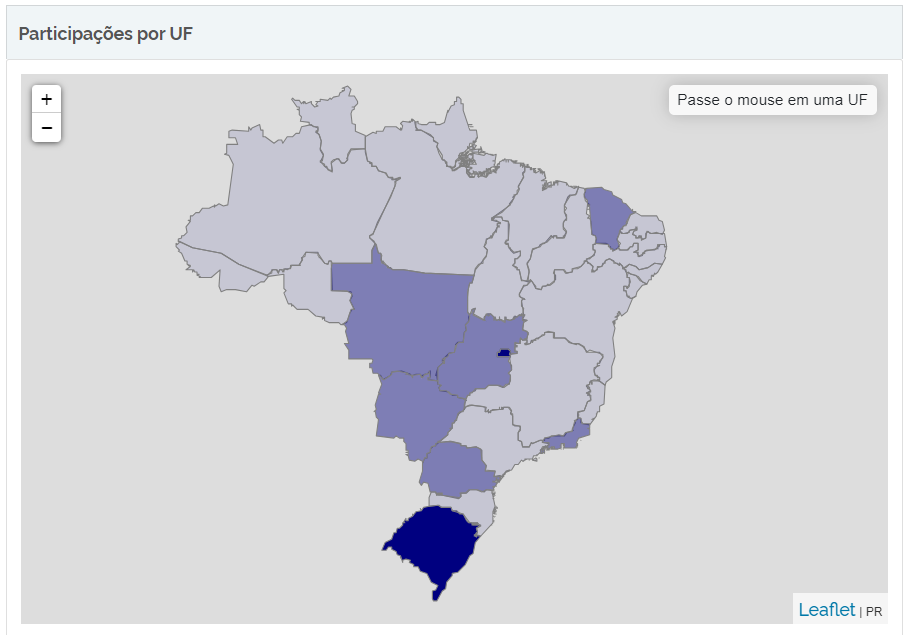 Participações por UF
+
Passe o mouse em uma UF
−
Leaflet | PR